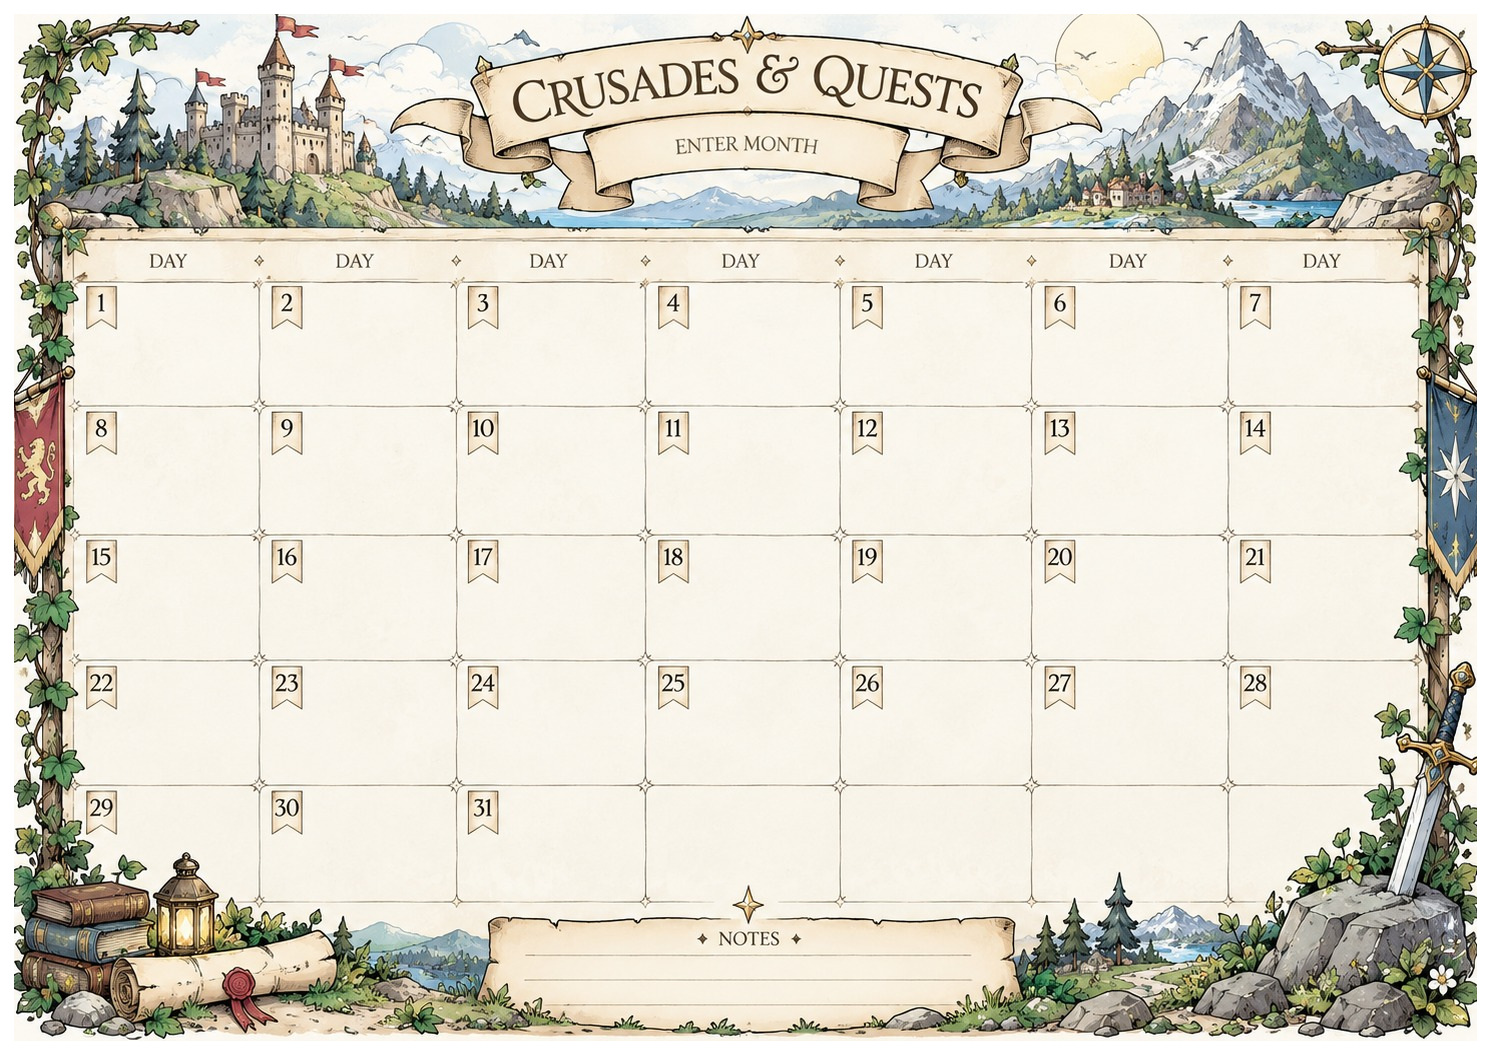 CRUSADES & QUESTS
ENTER MONTH
DAY DAY DAY DAY DAY DAY DAY
1 2 3 4 5 6 7
8 9 10 11 12 13 14
15 16 17 18 19 20 21
22 23 24 25 26 27 28
29 30 31
NOTES